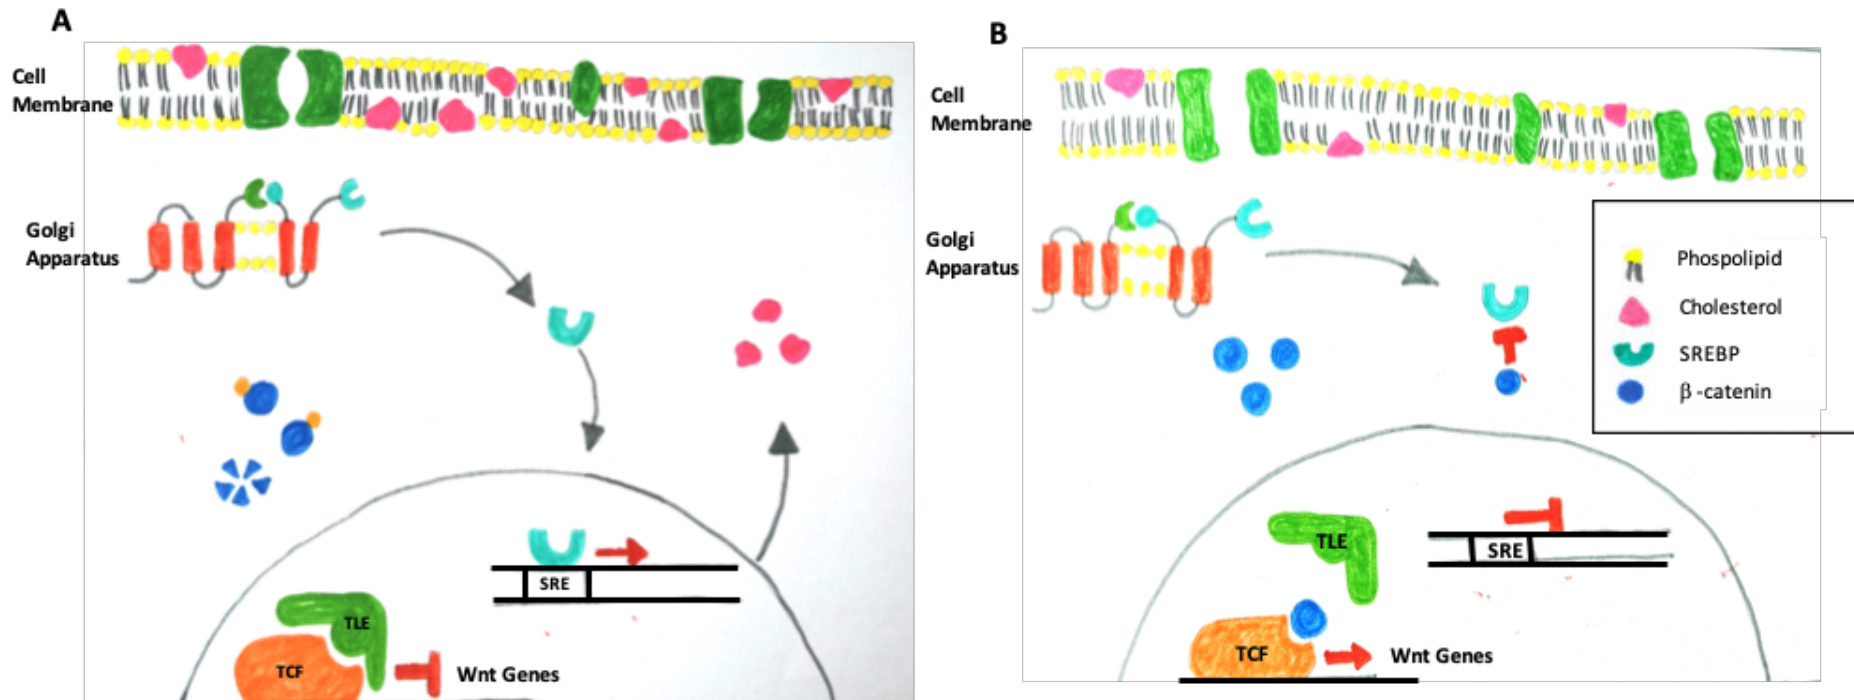 A
Cell
Membrane
Golgi
Apparatus
SRE
TLE
TCF
Wnt Genes
B
Cell
Membrane
Golgi
Apparatus
Phospolipid
Cholesterol
SREBP
β-catenin
TLE
SRE
TCF
Wnt Genes